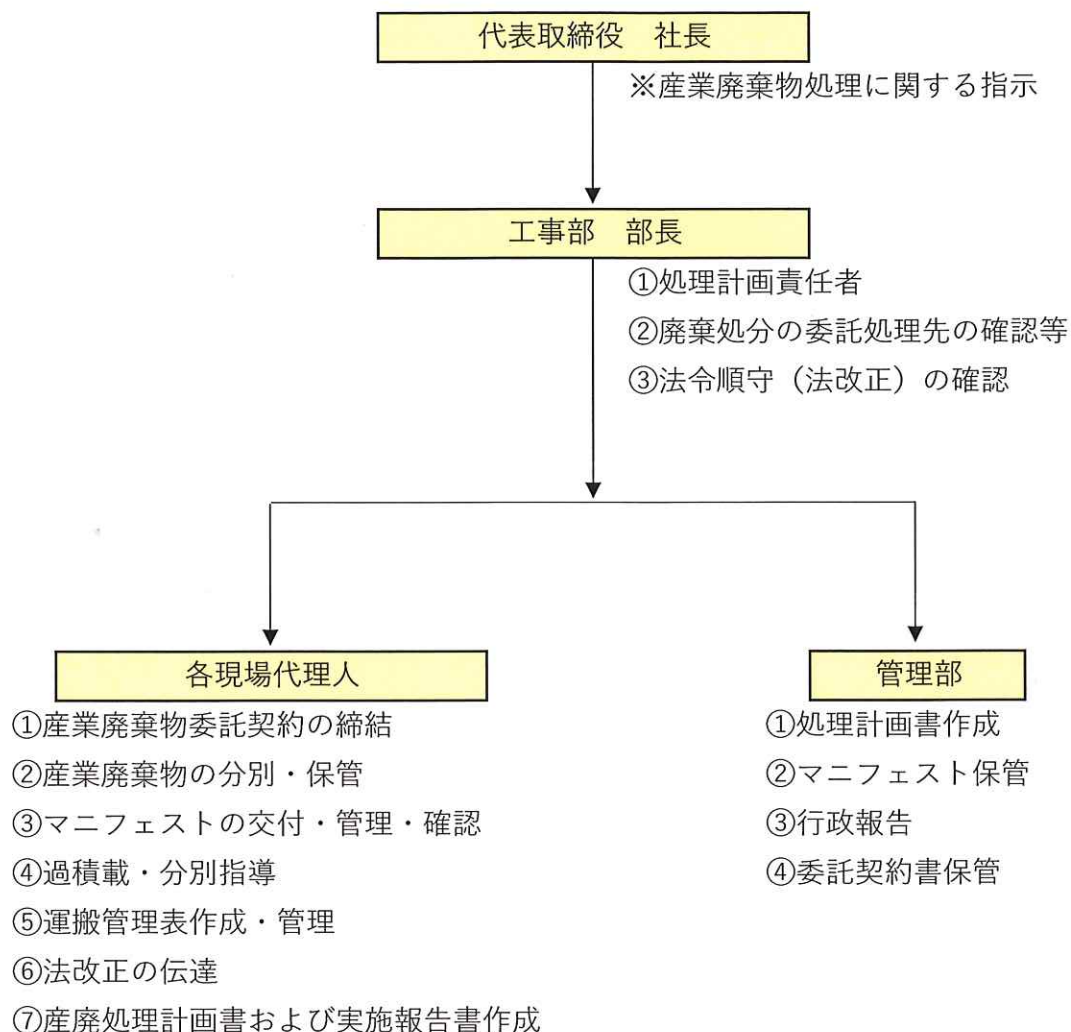 代表取締役　社長
※産業廃棄物処理に関する指示
工事部　部長
①処理計画責任者
②廃棄処分の委託処理先の確認等
③法令順守（法改正）の確認
各現場代理人
①産業廃棄物委託契約の締結
②産業廃棄物の分別・保管
③マニフェストの交付・管理・確認
④過積載・分別指導
⑤運搬管理表作成・管理
⑥法改正の伝達
⑦産廃処理計画書および実施報告書作成
管理部
①処理計画書作成
②マニフェスト保管
③行政報告
④委託契約書保管